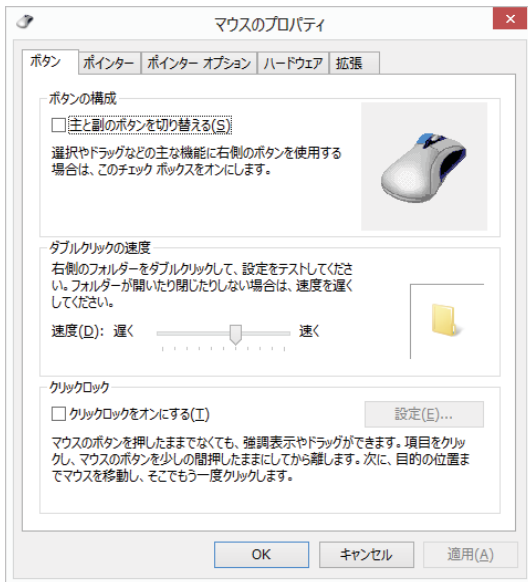 マウスのプロパティ
ボタン
ポインター
ポインター オプション
ハードウェア
拡張
ボタンの構成
主と副のボタンを切り替える(S)
選択やドラッグなどの主な機能に右側のボタンを使用する
場合は、このチェック ボックスをオンにします。
ダブルクリックの速度
右側のフォルダーをダブルクリックして、設定をテストしてくださ
い。フォルダーが開いたり閉じたりしない場合は、速度を遅く
してください。
速度(D): 遅く 速く
クリックロック
クリックロックをオンにする(T)
設定(E)...
マウスのボタンを押したままでなくても、強調表示やドラッグができます。項目をクリッ
クし、マウスのボタンを少しの間押したままにしてから離します。次に、目的の位置ま
でマウスを移動し、そこでもう一度クリックします。
OK
キャンセル
適用(A)